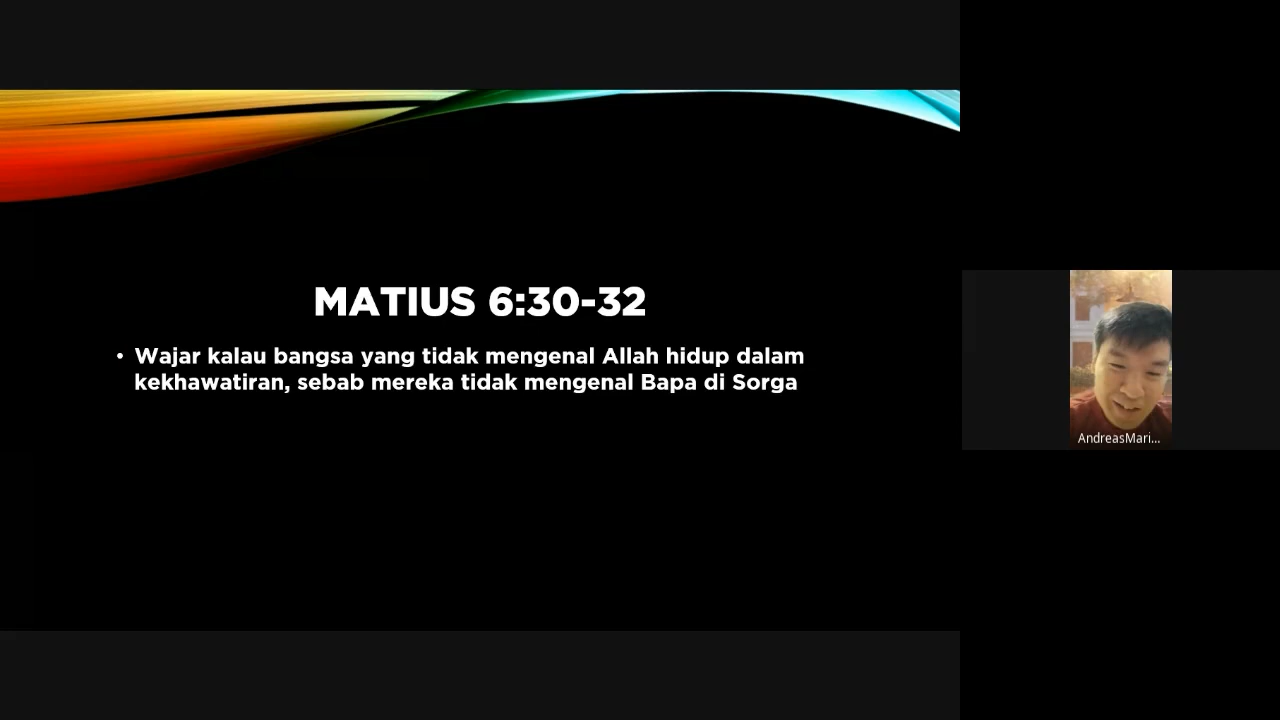 MATIUS 6:30-32
• Wajar kalau bangsa yang tidak mengenal Allah hidup dalam
kekhawatiran, sebab mereka tidak mengenal Bapa di Sorga
AndreasMari...